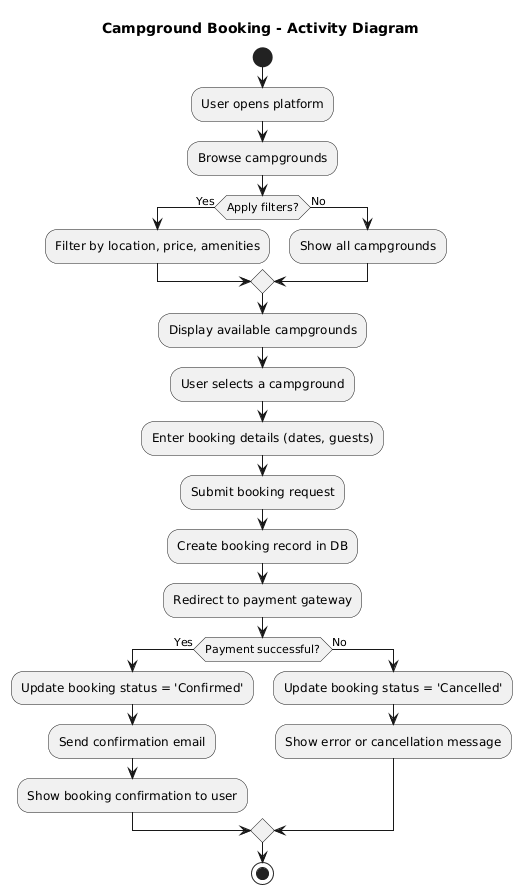 Campground Booking - Activity Diagram
User opens platform
Browse campgrounds
Yes
Apply filters?
No
Filter by location, price, amenities
Show all campgrounds
Display available campgrounds
User selects a campground
Enter booking details (dates, guests)
Submit booking request
Create booking record in DB
Redirect to payment gateway
Yes
Payment successful?
No
Update booking status = 'Confirmed'
Update booking status = 'Cancelled'
Send confirmation email
Show error or cancellation message
Show booking confirmation to user